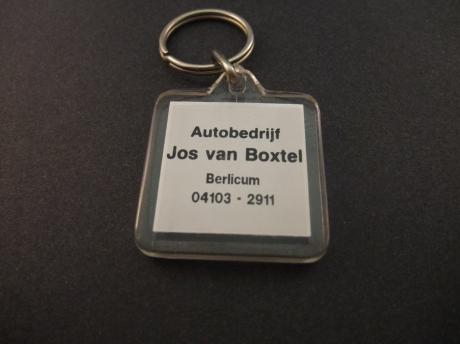 Autobedrijf
Jos van Boxtel
Berlicum
04103 - 2911